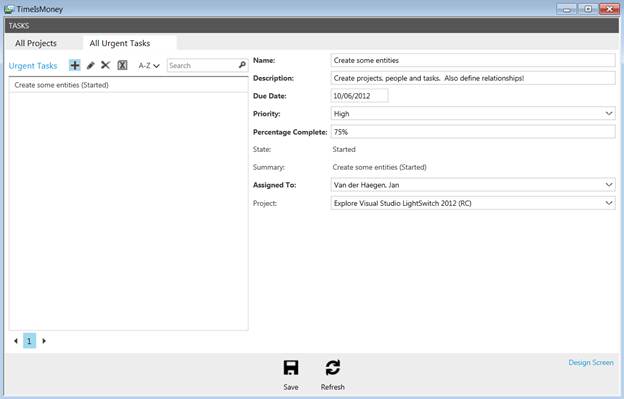 TimeIsMoney
TASKS
All Projects
All Urgent Tasks
Urgent Tasks
A-Z
Search
Create some entities (Started)
1
Name: Create some entities
Description: Create projects, people and tasks.  Also define relationships!
Due Date: 10/06/2012
Priority: High
Percentage Complete: 75%
State: Started
Summary: Create some entities (Started)
Assigned To: Van der Haegen, Jan
Project: Explore Visual Studio LightSwitch 2012 (RC)
Design Screen
Save
Refresh